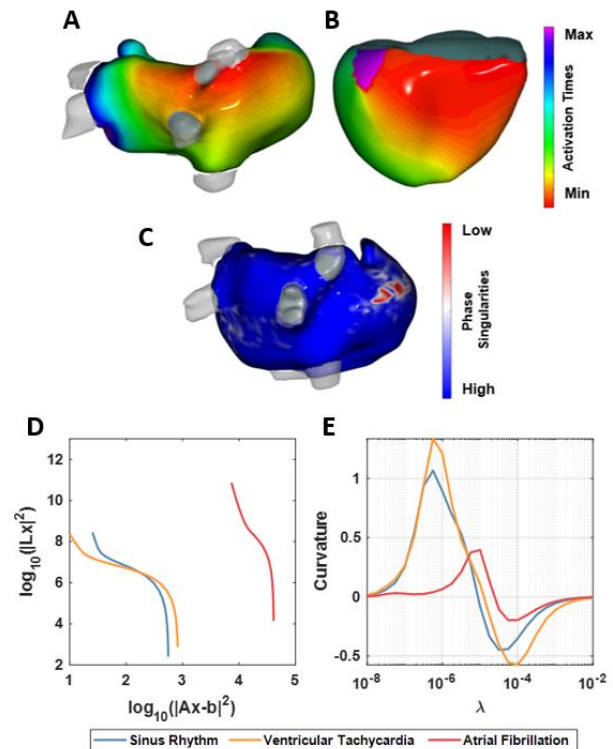 A
B
Max
Activation Times
Min
C
Low
Phase
Singularities
High
D
E
log10(|Lx|²)
12
10
8
6
4
2
1
2
3
4
5
log10(|Ax-b|²)
Curvature
1
0.5
0
-0.5
10⁻⁸
10⁻⁶
10⁻⁴
10⁻²
λ
Sinus Rhythm
Ventricular Tachycardia
Atrial Fibrillation